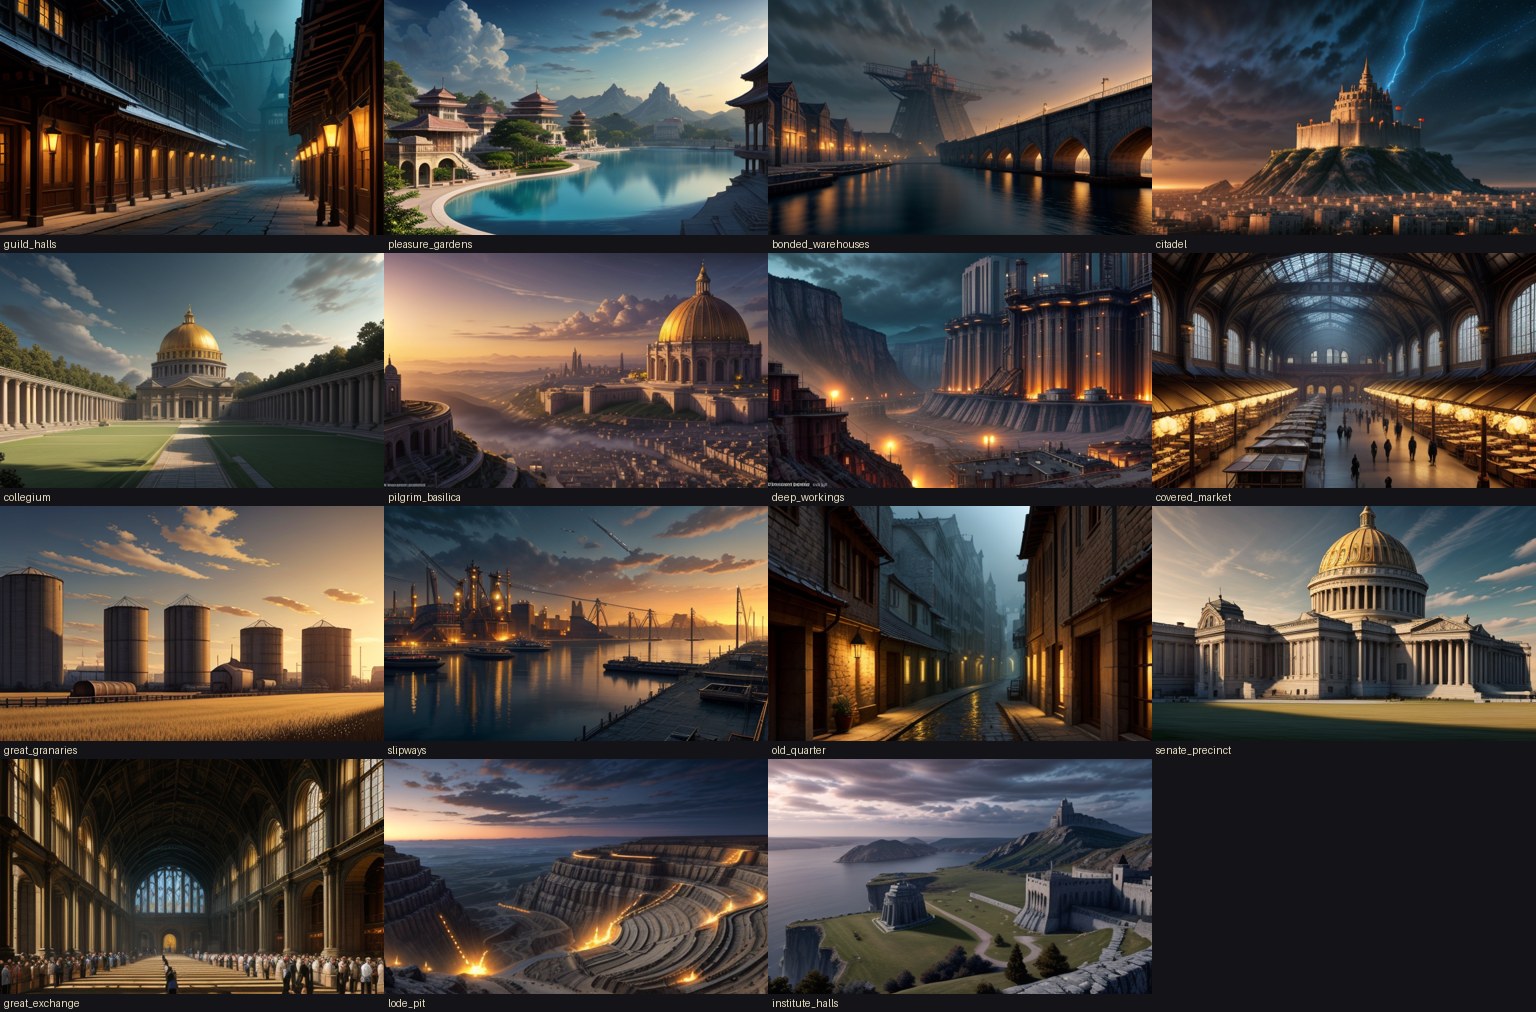 guild_halls
pleasure_gardens
bonded_warehouses
citadel
collegium
pilgrim_basilica
deep_workings
covered_market
great_granaries
slipways
old_quarter
senate_precinct
great_exchange
lode_pit
institute_halls